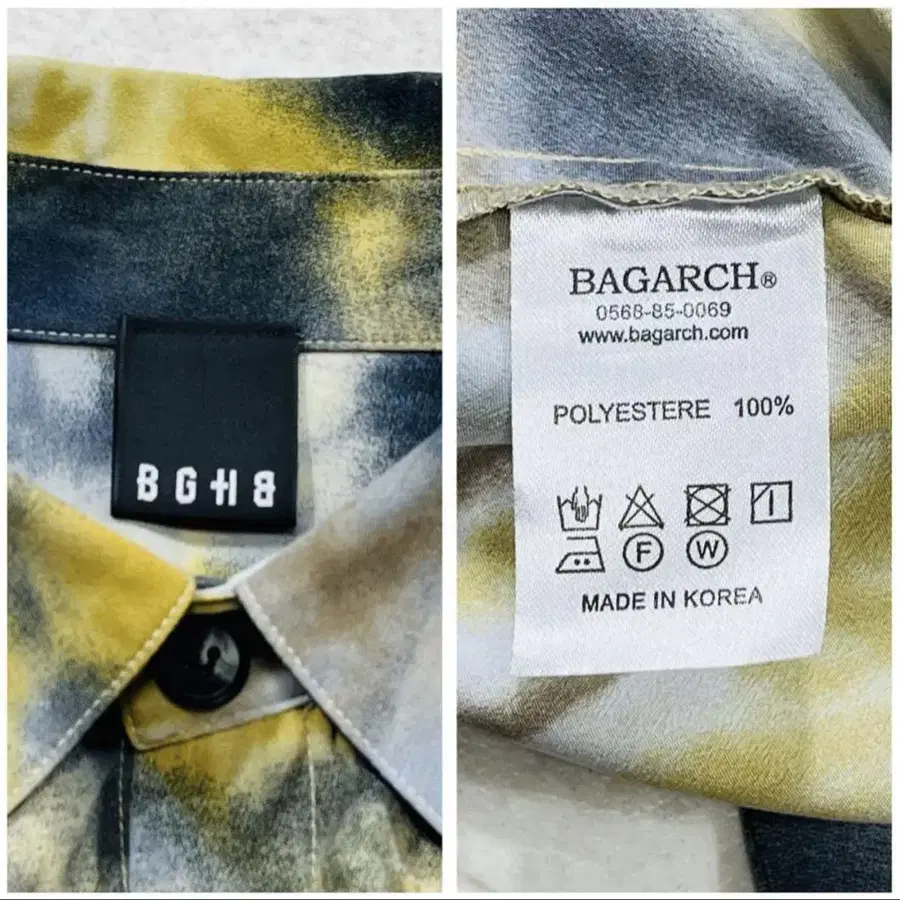 BGHB
BAGARCH®
0568-85-0069
www.bagarch.com
POLYESTERE 100%
F W
MADE IN KOREA